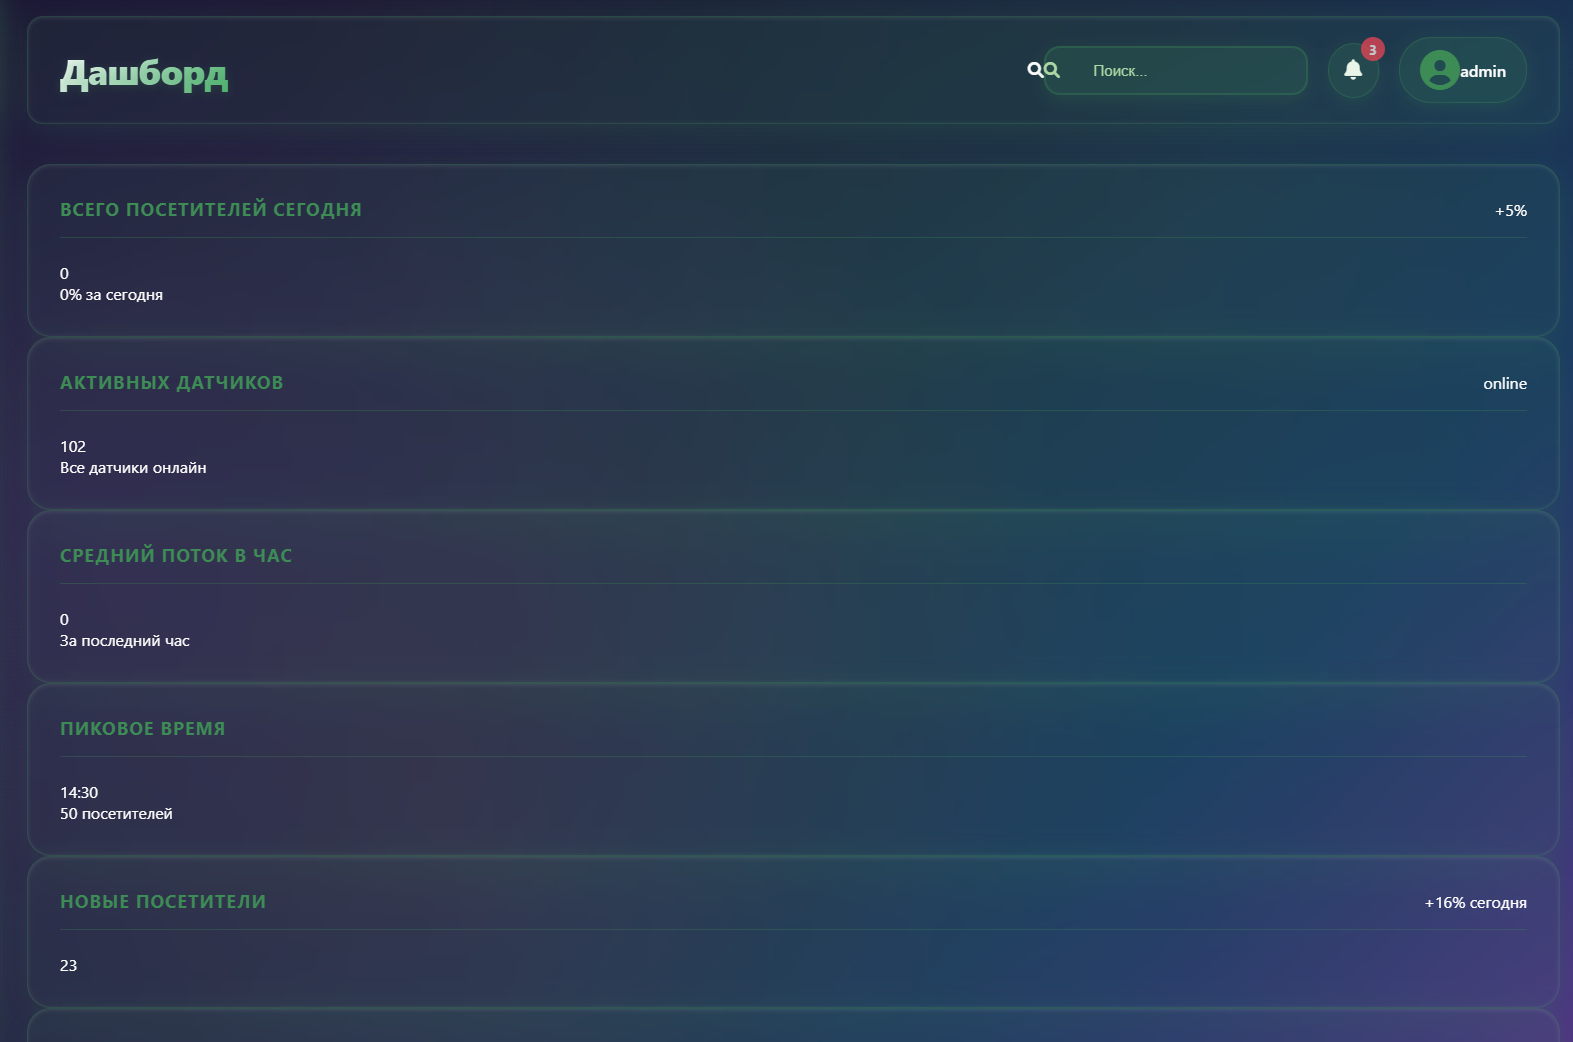 Дашборд
Поиск...
3
admin
ВСЕГО ПОСЕТИТЕЛЕЙ СЕГОДНЯ
+5%
0
0% за сегодня
АКТИВНЫХ ДАТЧИКОВ
online
102
Все датчики онлайн
СРЕДНИЙ ПОТОК В ЧАС
0
За последний час
ПИКОВОЕ ВРЕМЯ
14:30
50 посетителей
НОВЫЕ ПОСЕТИТЕЛИ
+16% сегодня
23